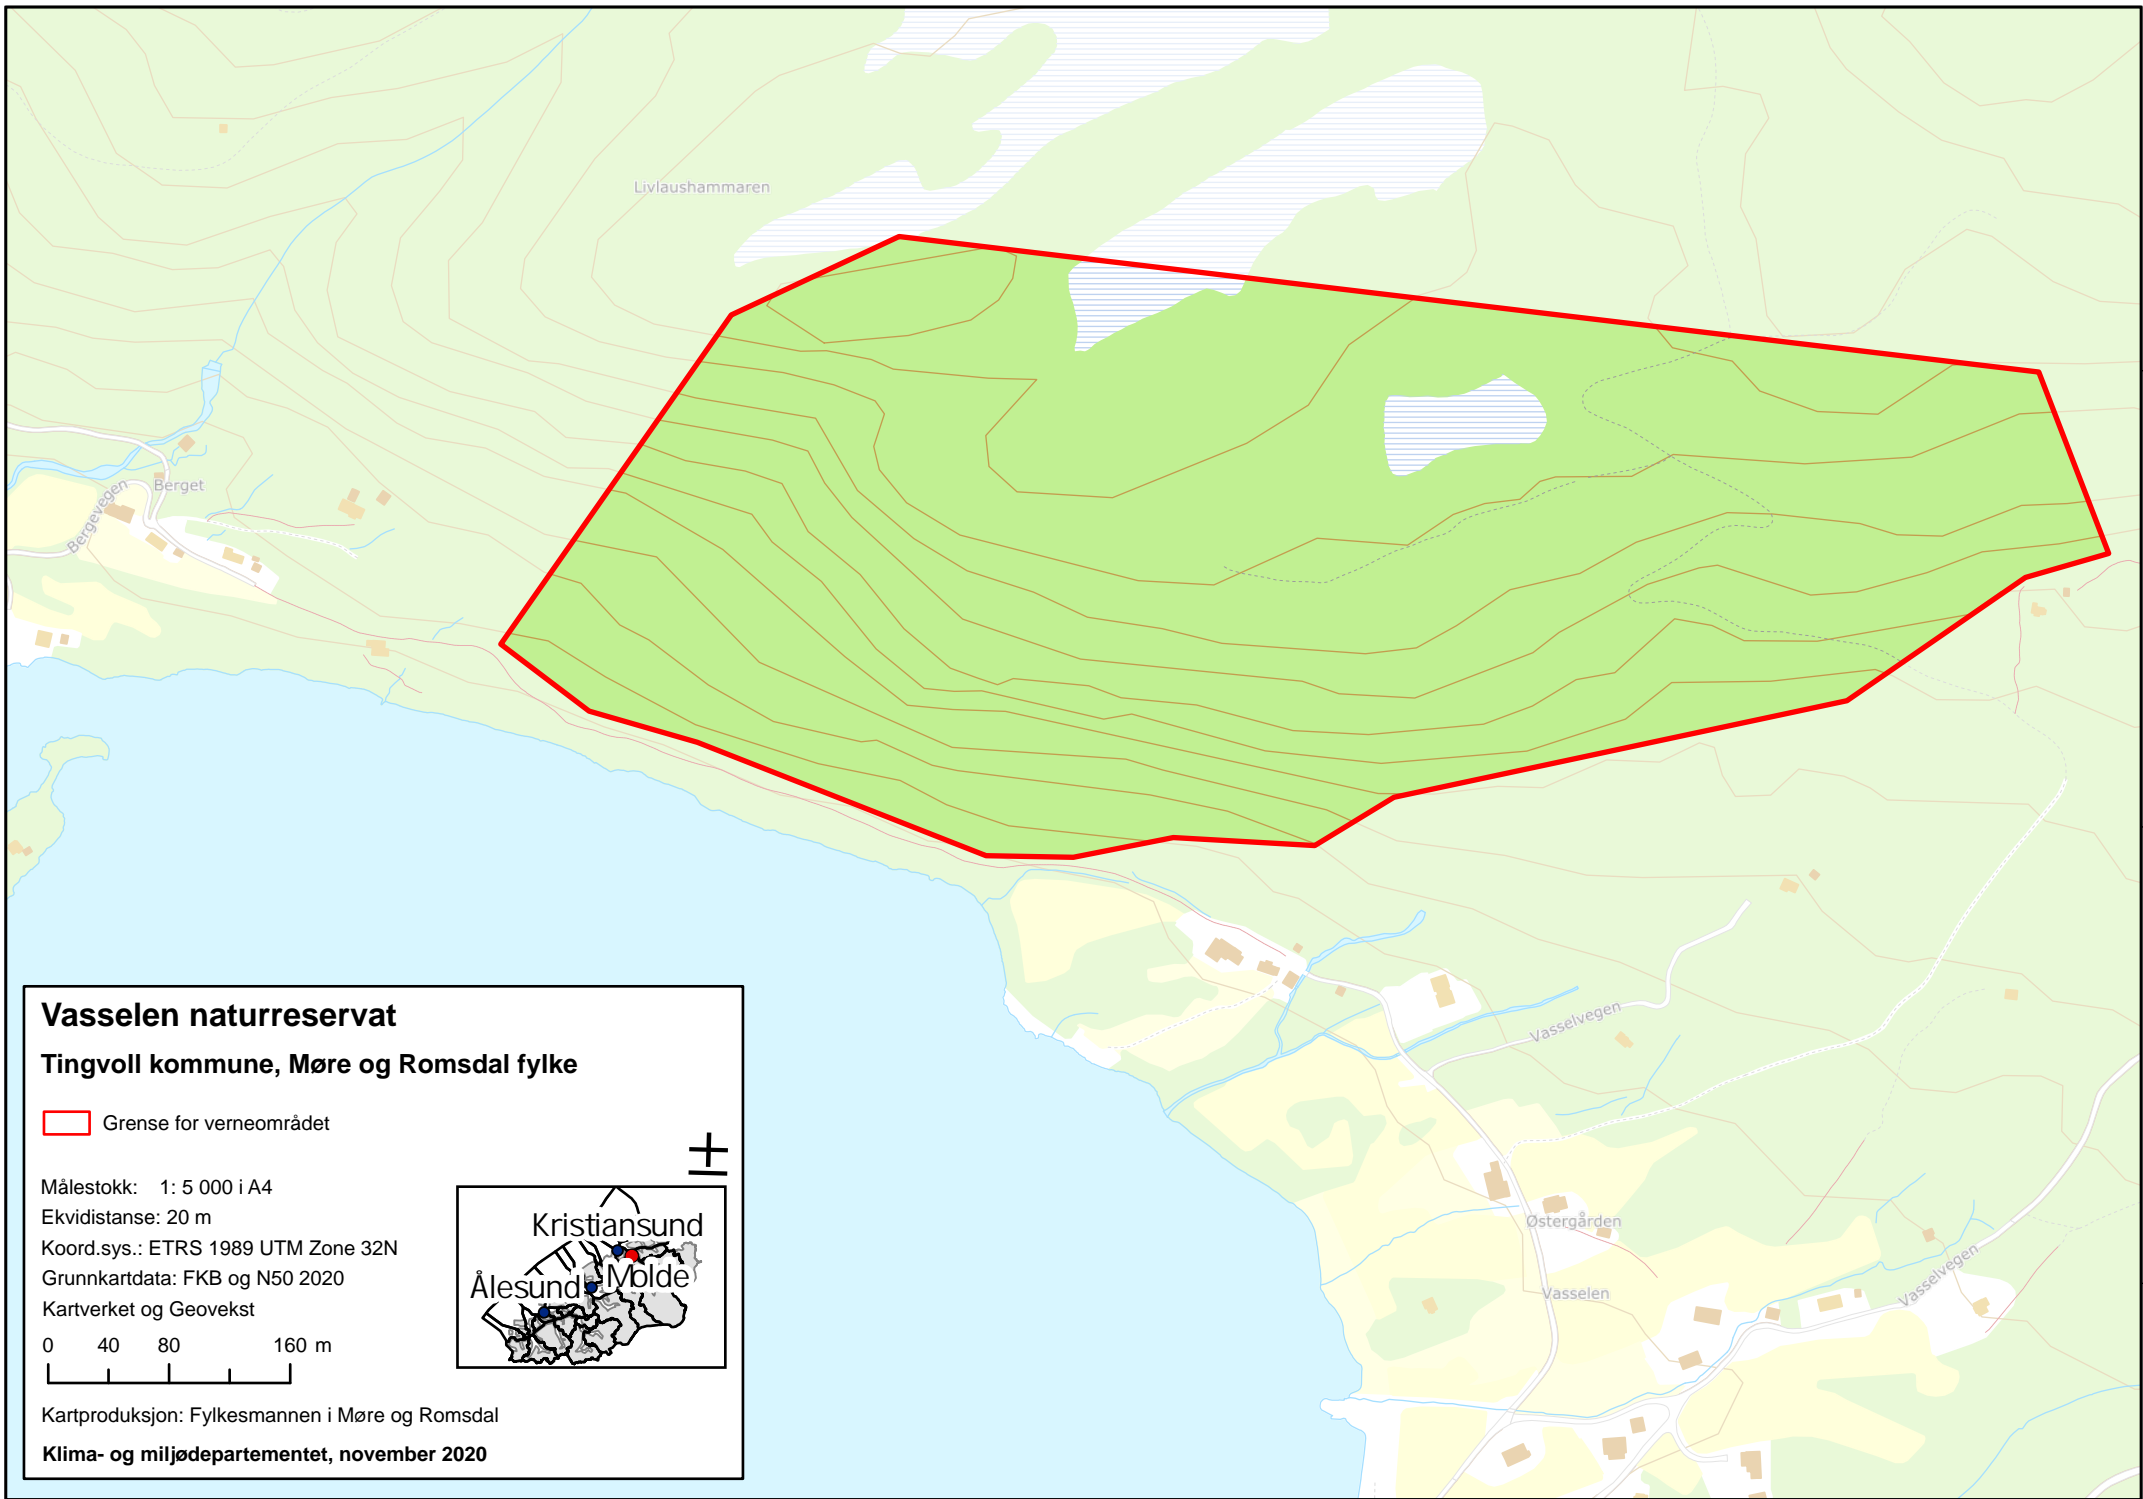 Livlaushammaren
Berget
Bergevegen
Vasselvegen
Østergården
Vasselen
Vasselvegen
Vasselen naturreservat
Tingvoll kommune, Møre og Romsdal fylke
Grense for verneområdet
Målestokk: 1: 5 000 i A4
Ekvidistanse: 20 m
Koord.sys.: ETRS 1989 UTM Zone 32N
Grunnkartdata: FKB og N50 2020
Kartverket og Geovekst
0 40 80 160 m
Kristiansund
Molde
Ålesund
Kartproduksjon: Fylkesmannen i Møre og Romsdal
Klima- og miljødepartementet, november 2020